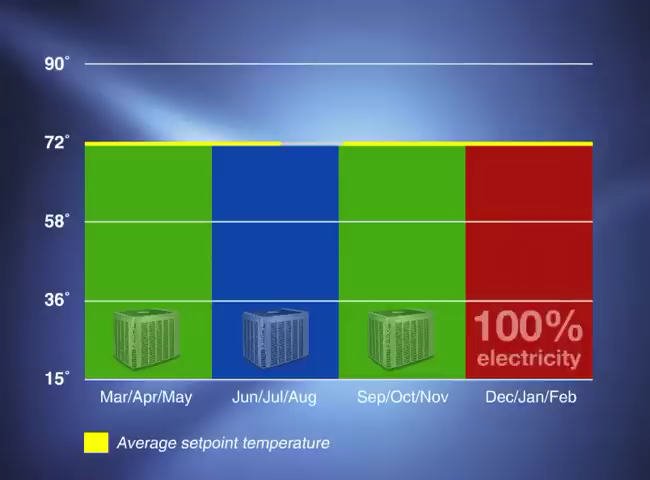 90°
72°
58°
36°
100%
electricity
15°
Mar/Apr/May Jun/Jul/Aug Sep/Oct/Nov Dec/Jan/Feb
Average setpoint temperature